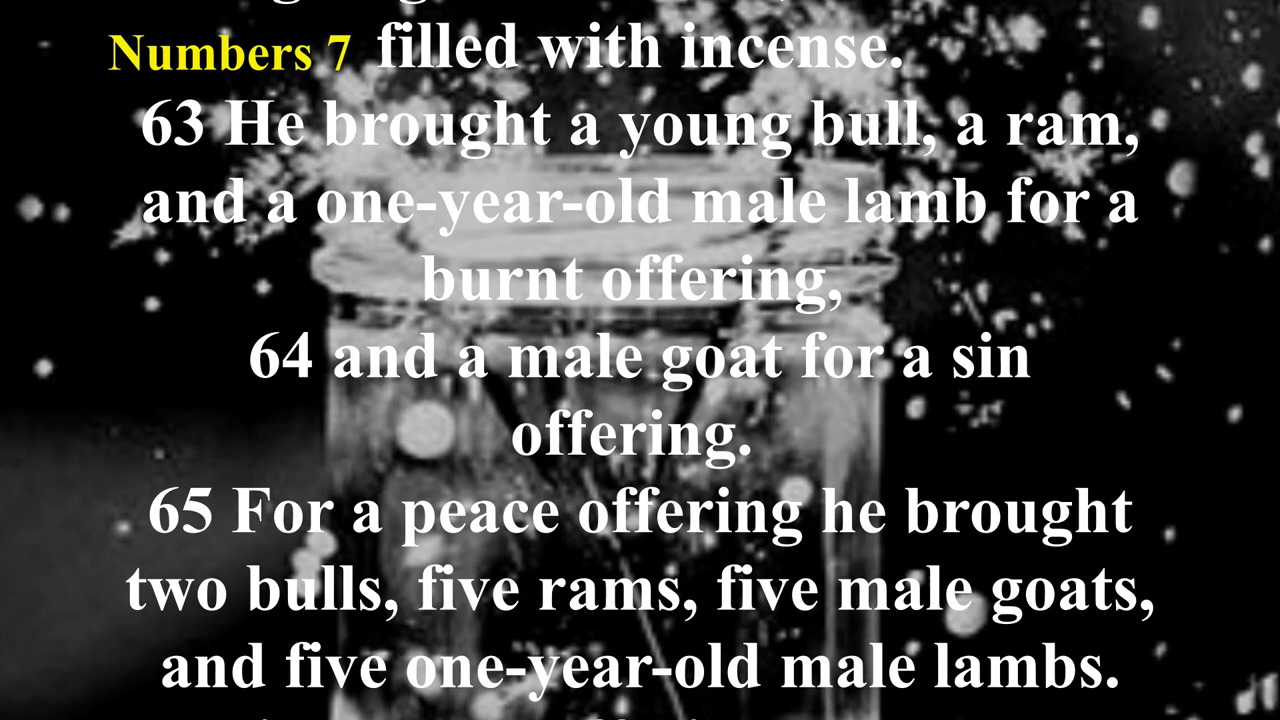 Numbers 7 filled with incense.
63 He brought a young bull, a ram,
and a one-year-old male lamb for a
burnt offering,
64 and a male goat for a sin
offering.
65 For a peace offering he brought
two bulls, five rams, five male goats,
and five one-year-old male lambs.